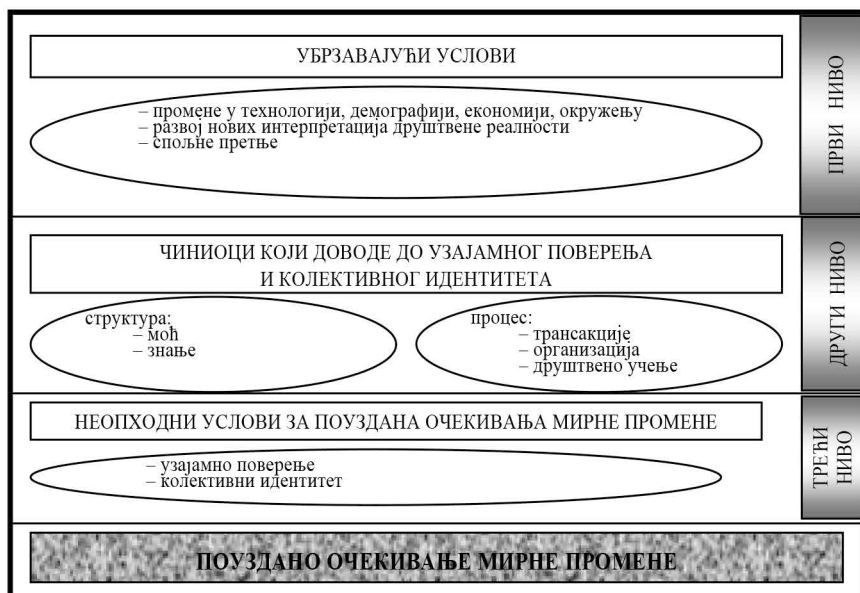 УБРЗАВАЈУЋИ УСЛОВИ
– промене у технологији, демографији, економији, окружењу
– развој нових интерпретација друштвене реалности
– спољне претње
ПРВИ НИВО
ЧИНИОЦИ КОЈИ ДОВОДЕ ДО УЗАЈАМНОГ ПОВЕРЕЊА
И КОЛЕКТИВНОГ ИДЕНТИТЕТА
структура:
– моћ
– знање
процес:
– трансакције
– организација
– друштвено учење
ДРУГИ НИВО
НЕОПХОДНИ УСЛОВИ ЗА ПОУЗДАНА ОЧЕКИВАЊА МИРНЕ ПРОМЕНЕ
– узајамно поверење
– колективни идентитет
ТРЕЋИ
НИВО
ПОУЗДАНО ОЧЕКИВАЊЕ МИРНЕ ПРОМЕНЕ